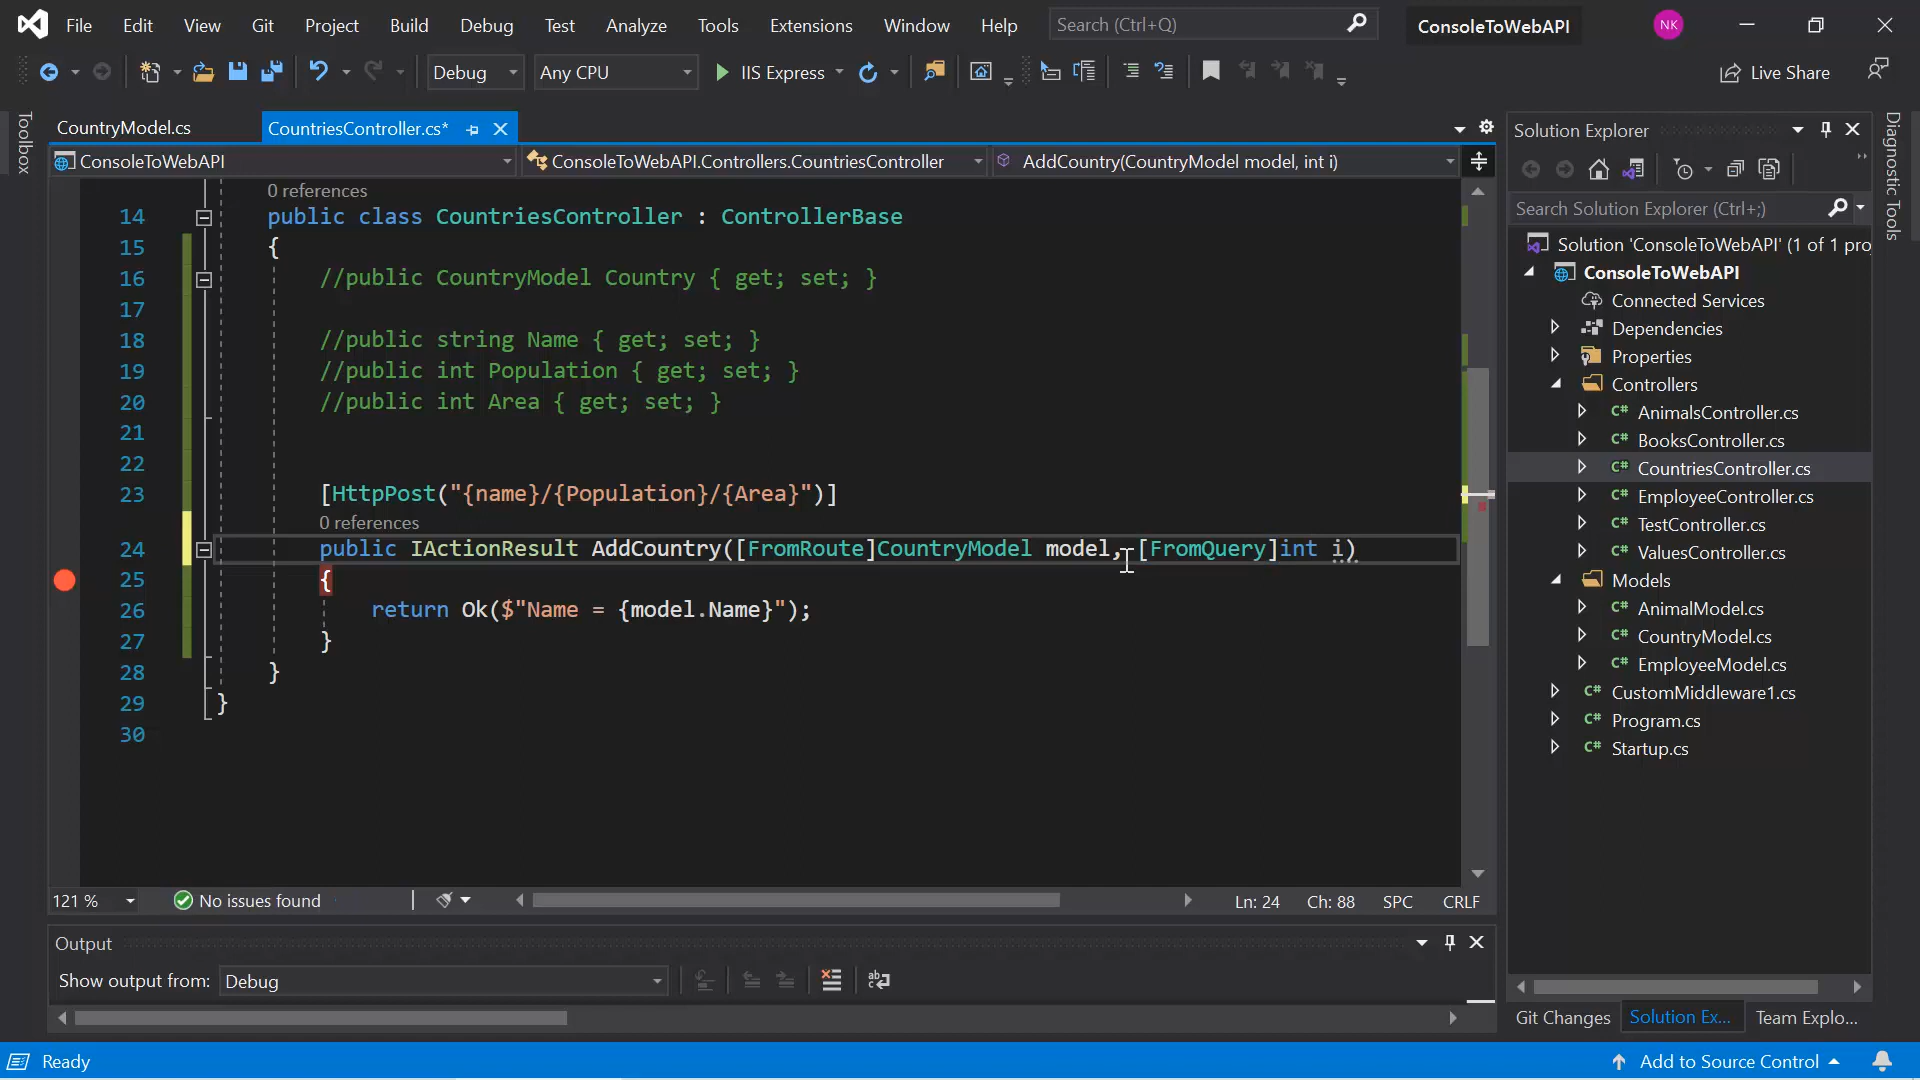 File Edit View Git Project Build Debug Test Analyze Tools Extensions Window Help Search (Ctrl+Q) ConsoleToWebAPI NK
Debug Any CPU IIS Express Live Share
Toolbox
CountryModel.cs CountriesController.cs*
ConsoleToWebAPI ConsoleToWebAPI.Controllers.CountriesController AddCountry(CountryModel model, int i)
0 references
14 public class CountriesController : ControllerBase
15 {
16 //public CountryModel Country { get; set; }
17
18 //public string Name { get; set; }
19 //public int Population { get; set; }
20 //public int Area { get; set; }
21
22
23 [HttpPost("{name}/{Population}/{Area}")]
0 references
24 public IActionResult AddCountry([FromRoute]CountryModel model, [FromQuery]int i)
25 {
26 return Ok($"Name = {model.Name}");
27 }
28 }
29 }
30
121 % No issues found Ln: 24 Ch: 88 SPC CRLF
Output
Show output from: Debug
Solution Explorer
Search Solution Explorer (Ctrl+;)
Solution 'ConsoleToWebAPI' (1 of 1 pro
ConsoleToWebAPI
Connected Services
Dependencies
Properties
Controllers
AnimalsController.cs
BooksController.cs
CountriesController.cs
EmployeeController.cs
TestController.cs
ValuesController.cs
Models
AnimalModel.cs
CountryModel.cs
EmployeeModel.cs
CustomMiddleware1.cs
Program.cs
Startup.cs
Git Changes Solution Ex... Team Explo...
Diagnostic Tools
Ready Add to Source Control